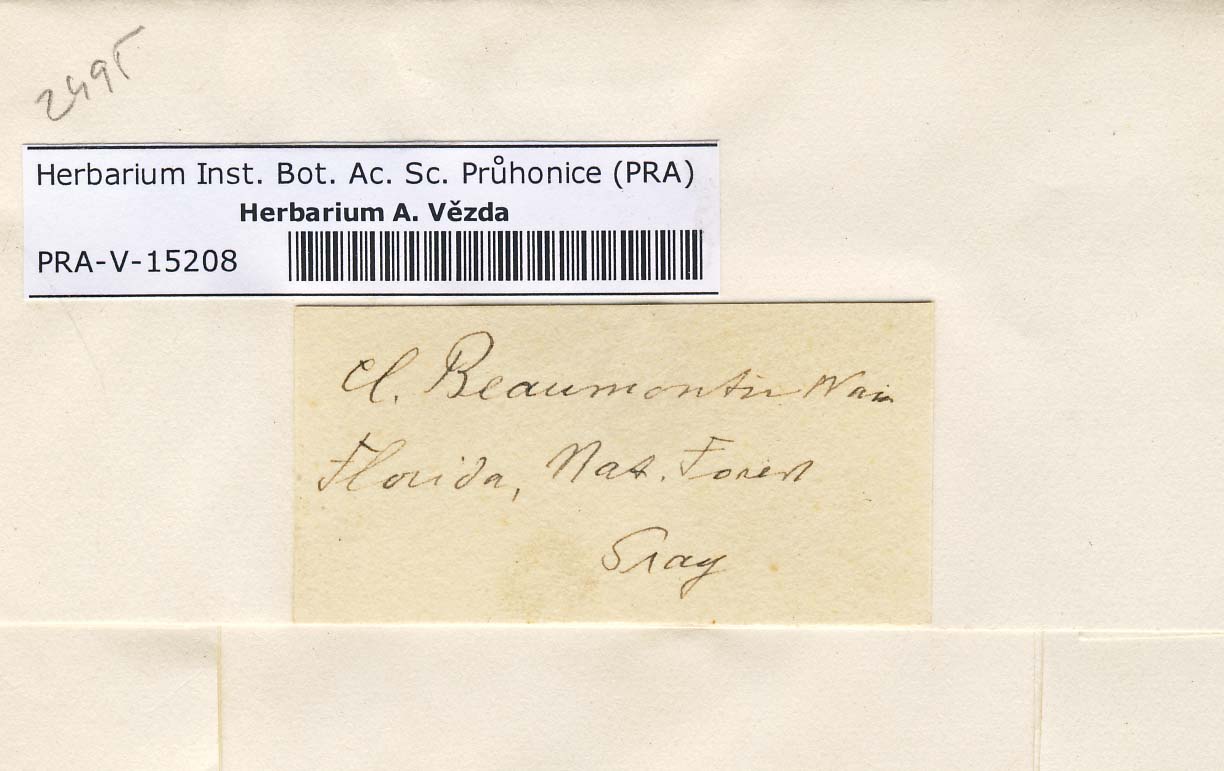 2495
Herbarium Inst. Bot. Ac. Sc. Průhonice (PRA)
Herbarium A. Vězda
PRA-V-15208
Cl. Beaumontii Wain
Florida, Nat. Forest
Gray